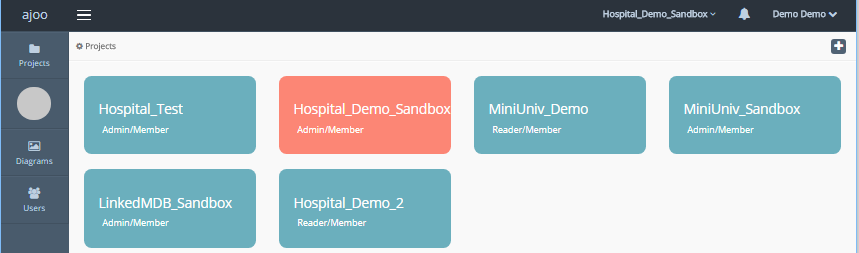 ajoo
Hospital_Demo_Sandbox
Demo Demo
Projects
Projects
Hospital_Test
Admin/Member
Hospital_Demo_Sandbox
Admin/Member
MiniUniv_Demo
Reader/Member
MiniUniv_Sandbox
Admin/Member
Diagrams
Users
LinkedMDB_Sandbox
Admin/Member
Hospital_Demo_2
Reader/Member